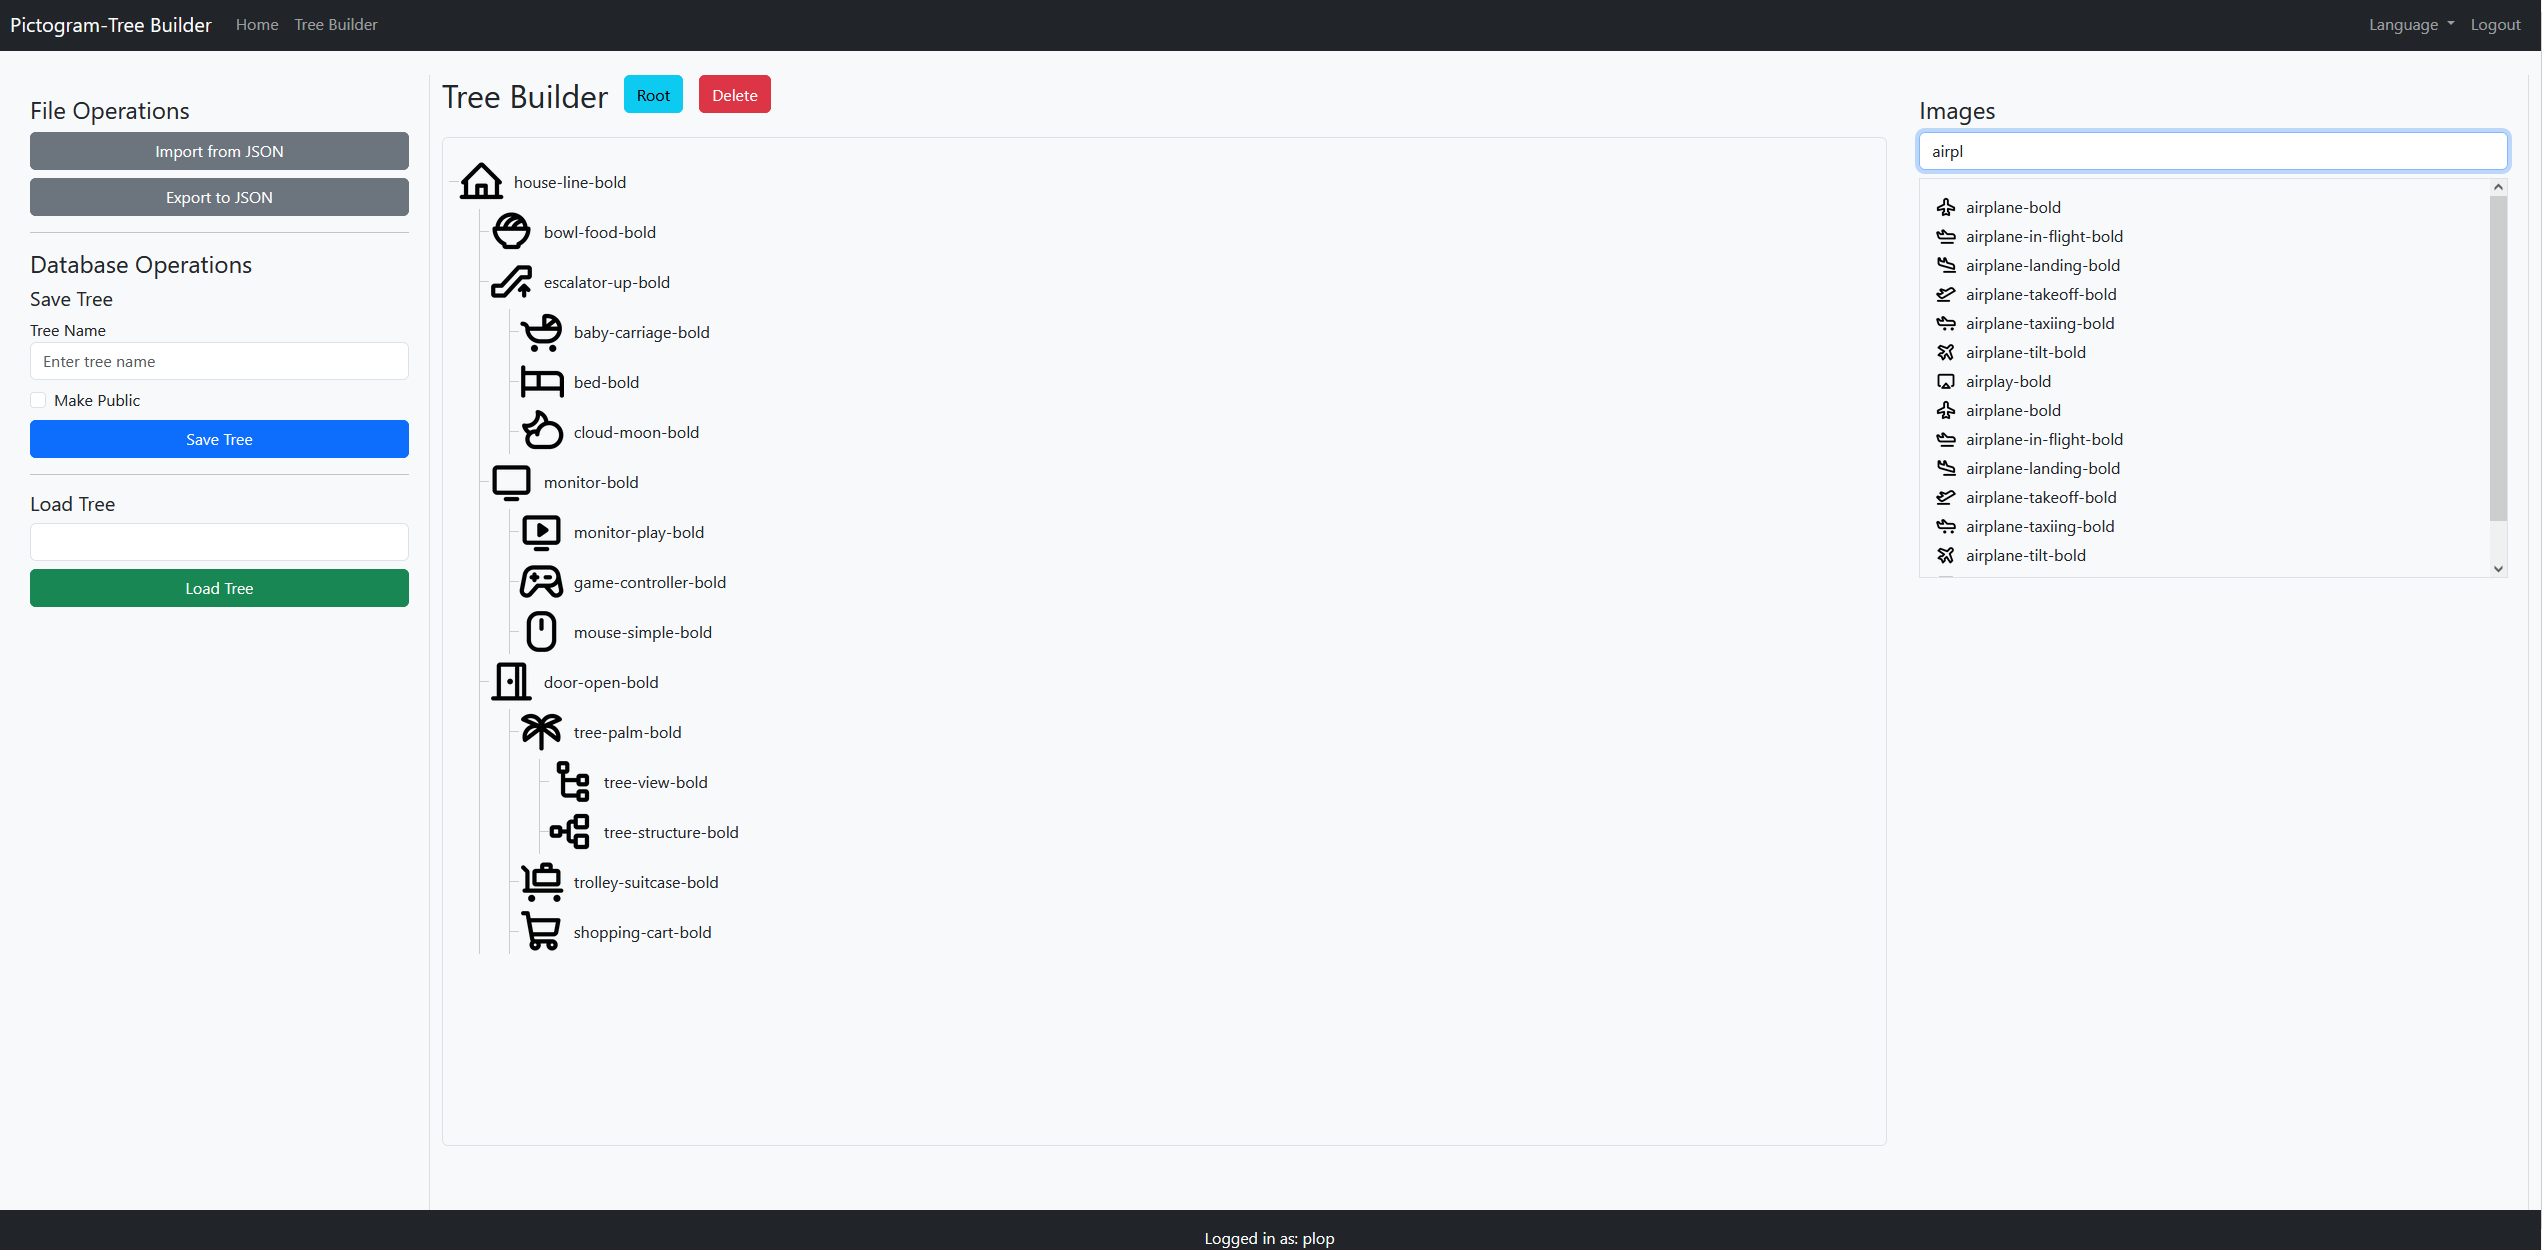 Pictogram-Tree Builder Home Tree Builder Language Logout
File Operations
Import from JSON
Export to JSON
Database Operations
Save Tree
Tree Name
Enter tree name
Make Public
Save Tree
Load Tree
Load Tree
Tree Builder Root Delete
house-line-bold
bowl-food-bold
escalator-up-bold
baby-carriage-bold
bed-bold
cloud-moon-bold
monitor-bold
monitor-play-bold
game-controller-bold
mouse-simple-bold
door-open-bold
tree-palm-bold
tree-view-bold
tree-structure-bold
trolley-suitcase-bold
shopping-cart-bold
Images
airpl
airplane-bold
airplane-in-flight-bold
airplane-landing-bold
airplane-takeoff-bold
airplane-taxiing-bold
airplane-tilt-bold
airplay-bold
airplane-bold
airplane-in-flight-bold
airplane-landing-bold
airplane-takeoff-bold
airplane-taxiing-bold
airplane-tilt-bold
Logged in as: plop